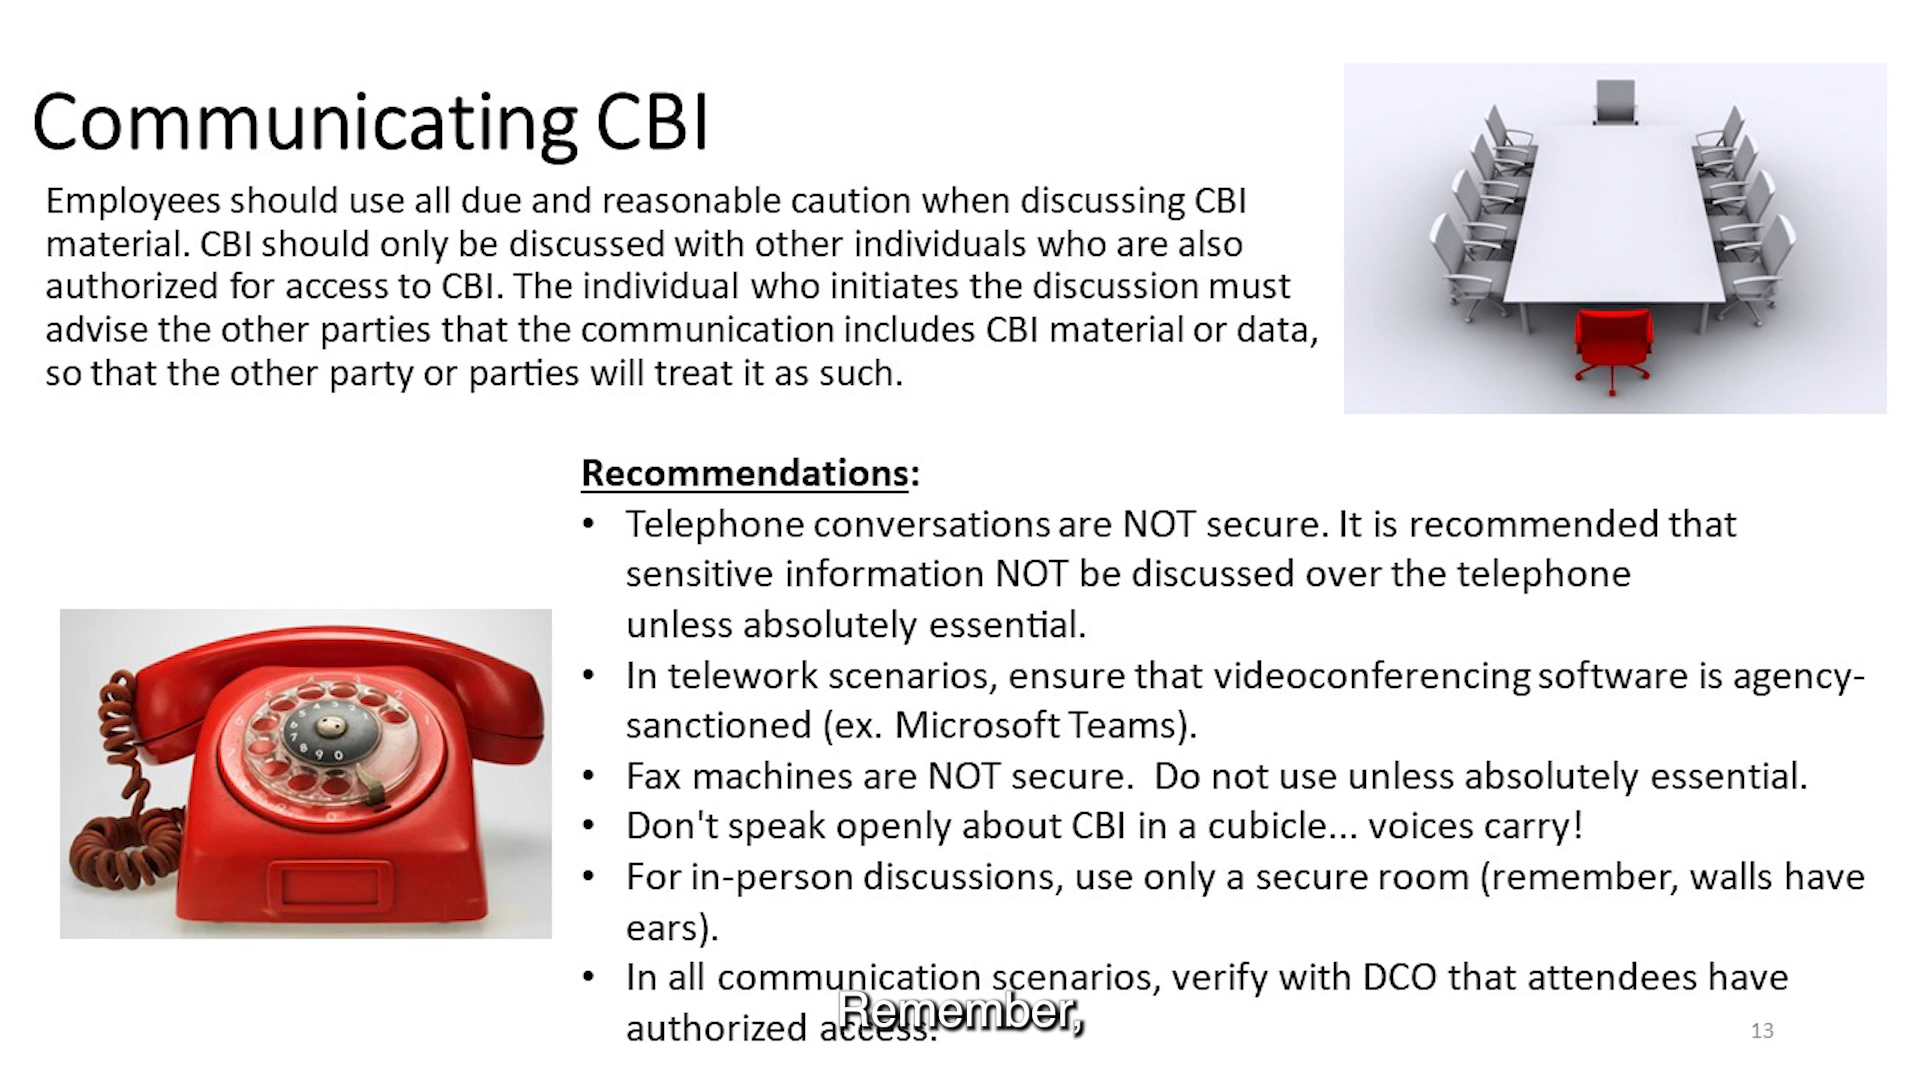 Communicating CBI
Employees should use all due and reasonable caution when discussing CBI
material. CBI should only be discussed with other individuals who are also
authorized for access to CBI. The individual who initiates the discussion must
advise the other parties that the communication includes CBI material or data,
so that the other party or parties will treat it as such.
Recommendations:
• Telephone conversations are NOT secure. It is recommended that
sensitive information NOT be discussed over the telephone
unless absolutely essential.
• In telework scenarios, ensure that videoconferencing software is agency-
sanctioned (ex. Microsoft Teams).
• Fax machines are NOT secure.  Do not use unless absolutely essential.
• Don't speak openly about CBI in a cubicle... voices carry!
• For in-person discussions, use only a secure room (remember, walls have
ears).
• In all communication scenarios, verify with DCO that attendees have
authorized access.
Remember,
13